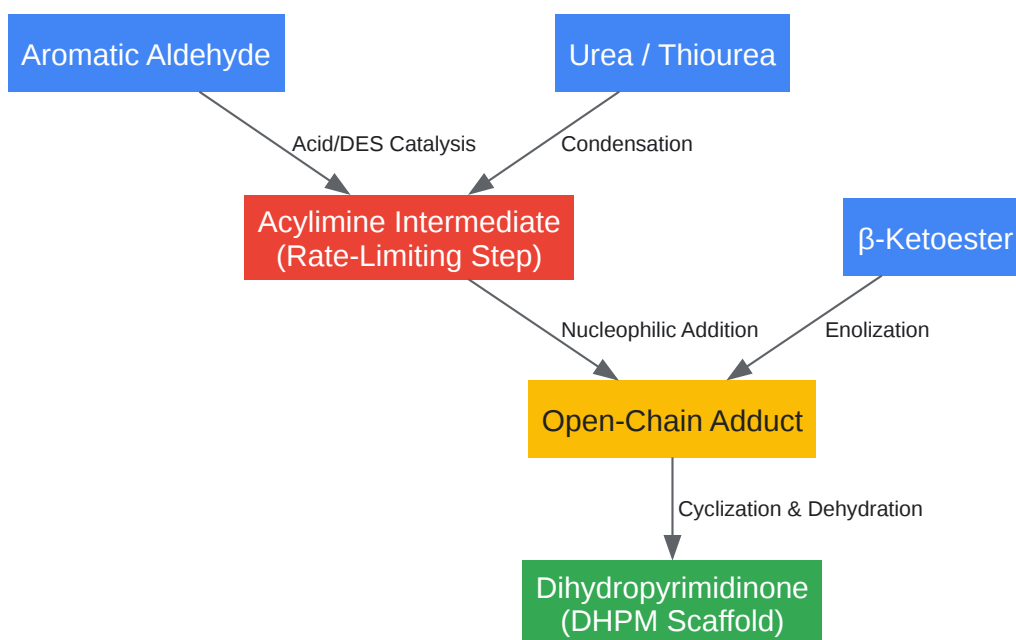 Aromatic Aldehyde
Urea / Thiourea
Acid/DES Catalysis
Condensation
Acylimine Intermediate
(Rate-Limiting Step)
β-Ketoester
Nucleophilic Addition
Enolization
Open-Chain Adduct
Cyclization & Dehydration
Dihydropyrimidinone
(DHPM Scaffold)